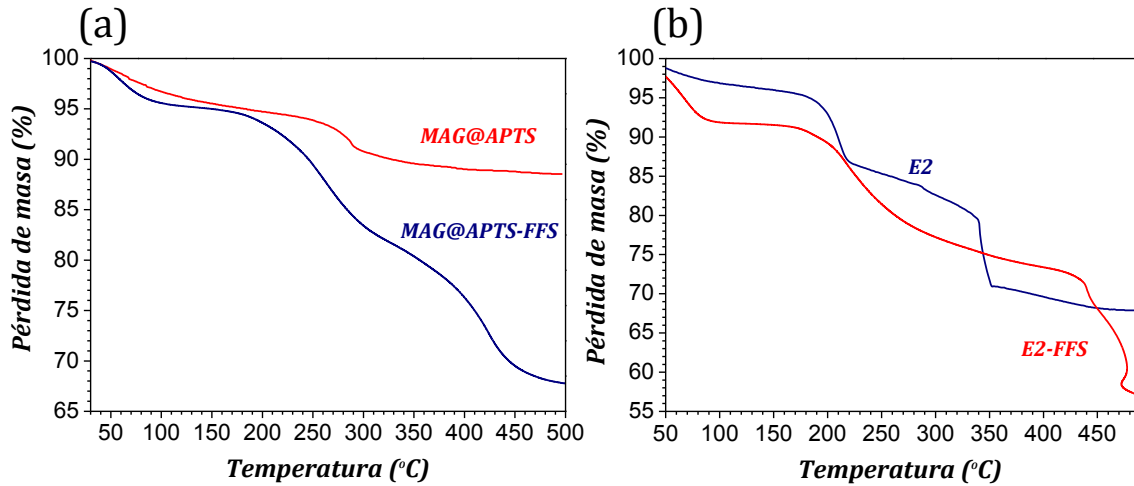 (a)
Pérdida de masa (%)
100
95
90
85
80
75
70
65
MAG@APTS
MAG@APTS-FFS
50 100 150 200 250 300 350 400 450 500
Temperatura (ºC)
(b)
Pérdida de masa (%)
100
95
90
85
80
75
70
65
60
55
E2
E2-FFS
50 100 150 200 250 300 350 400 450
Temperatura (ºC)